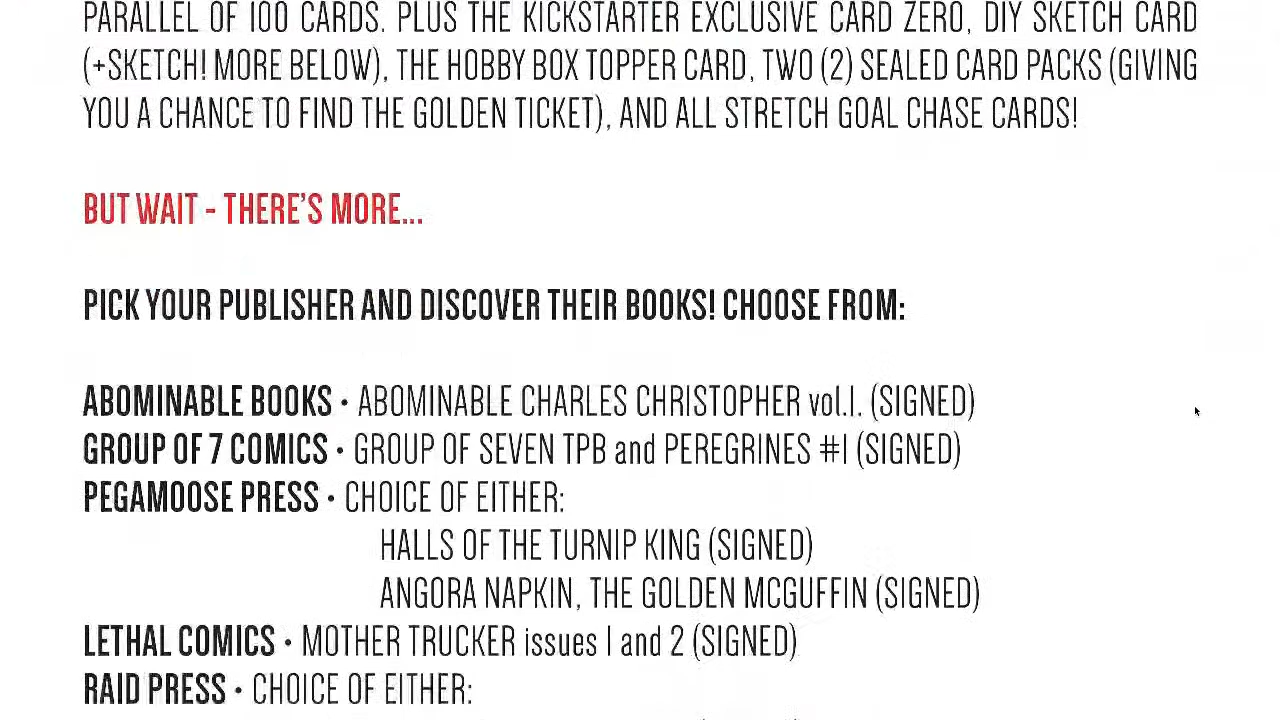 PARALLEL OF 100 CARDS. PLUS THE KICKSTARTER EXCLUSIVE CARD ZERO, DIY SKETCH CARD
(+SKETCH! MORE BELOW), THE HOBBY BOX TOPPER CARD, TWO (2) SEALED CARD PACKS (GIVING
YOU A CHANCE TO FIND THE GOLDEN TICKET), AND ALL STRETCH GOAL CHASE CARDS!
BUT WAIT - THERE'S MORE...
PICK YOUR PUBLISHER AND DISCOVER THEIR BOOKS! CHOOSE FROM:
ABOMINABLE BOOKS • ABOMINABLE CHARLES CHRISTOPHER vol.1. (SIGNED)
GROUP OF 7 COMICS • GROUP OF SEVEN TPB and PEREGRINES #1 (SIGNED)
PEGAMOOSE PRESS • CHOICE OF EITHER:
HALLS OF THE TURNIP KING (SIGNED)
ANGORA NAPKIN, THE GOLDEN MCGUFFIN (SIGNED)
LETHAL COMICS • MOTHER TRUCKER issues 1 and 2 (SIGNED)
RAID PRESS • CHOICE OF EITHER: